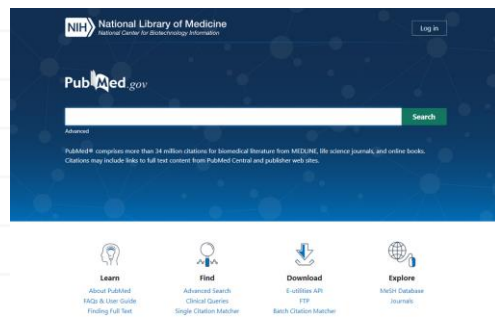 NIH National Library of Medicine
National Center for Biotechnology Information
Log in
PubMed.gov
Search
Advanced
PubMed® comprises more than 34 million citations for biomedical literature from MEDLINE, life science journals, and online books.
Citations may include links to full text content from PubMed Central and publisher web sites.
Learn
About PubMed
FAQs & User Guide
Finding Full Text
Find
Advanced Search
Clinical Queries
Single Citation Matcher
Download
E-utilities API
FTP
Batch Citation Matcher
Explore
MeSH Database
Journals